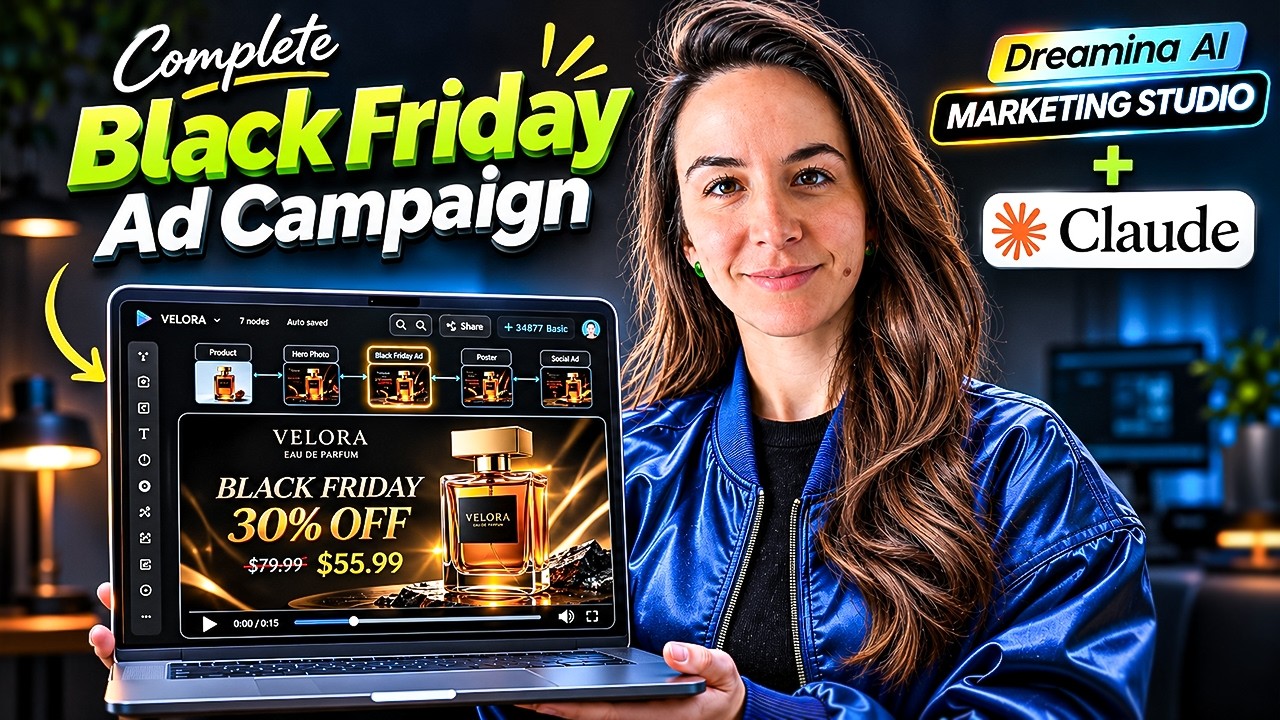 Complete
Black Friday
Ad Campaign
Dreamina AI
MARKETING STUDIO
+
Claude
VELORA
7 nodes
Auto saved
Share
+ 34877 Basic
Product
Hero Photo
Black Friday Ad
Poster
Social Ad
T
VELORA
EAU DE PARFUM
BLACK FRIDAY
30% OFF
$79.99 $55.99
VELORA
EAU DE PARFUM
0:00 / 0:15